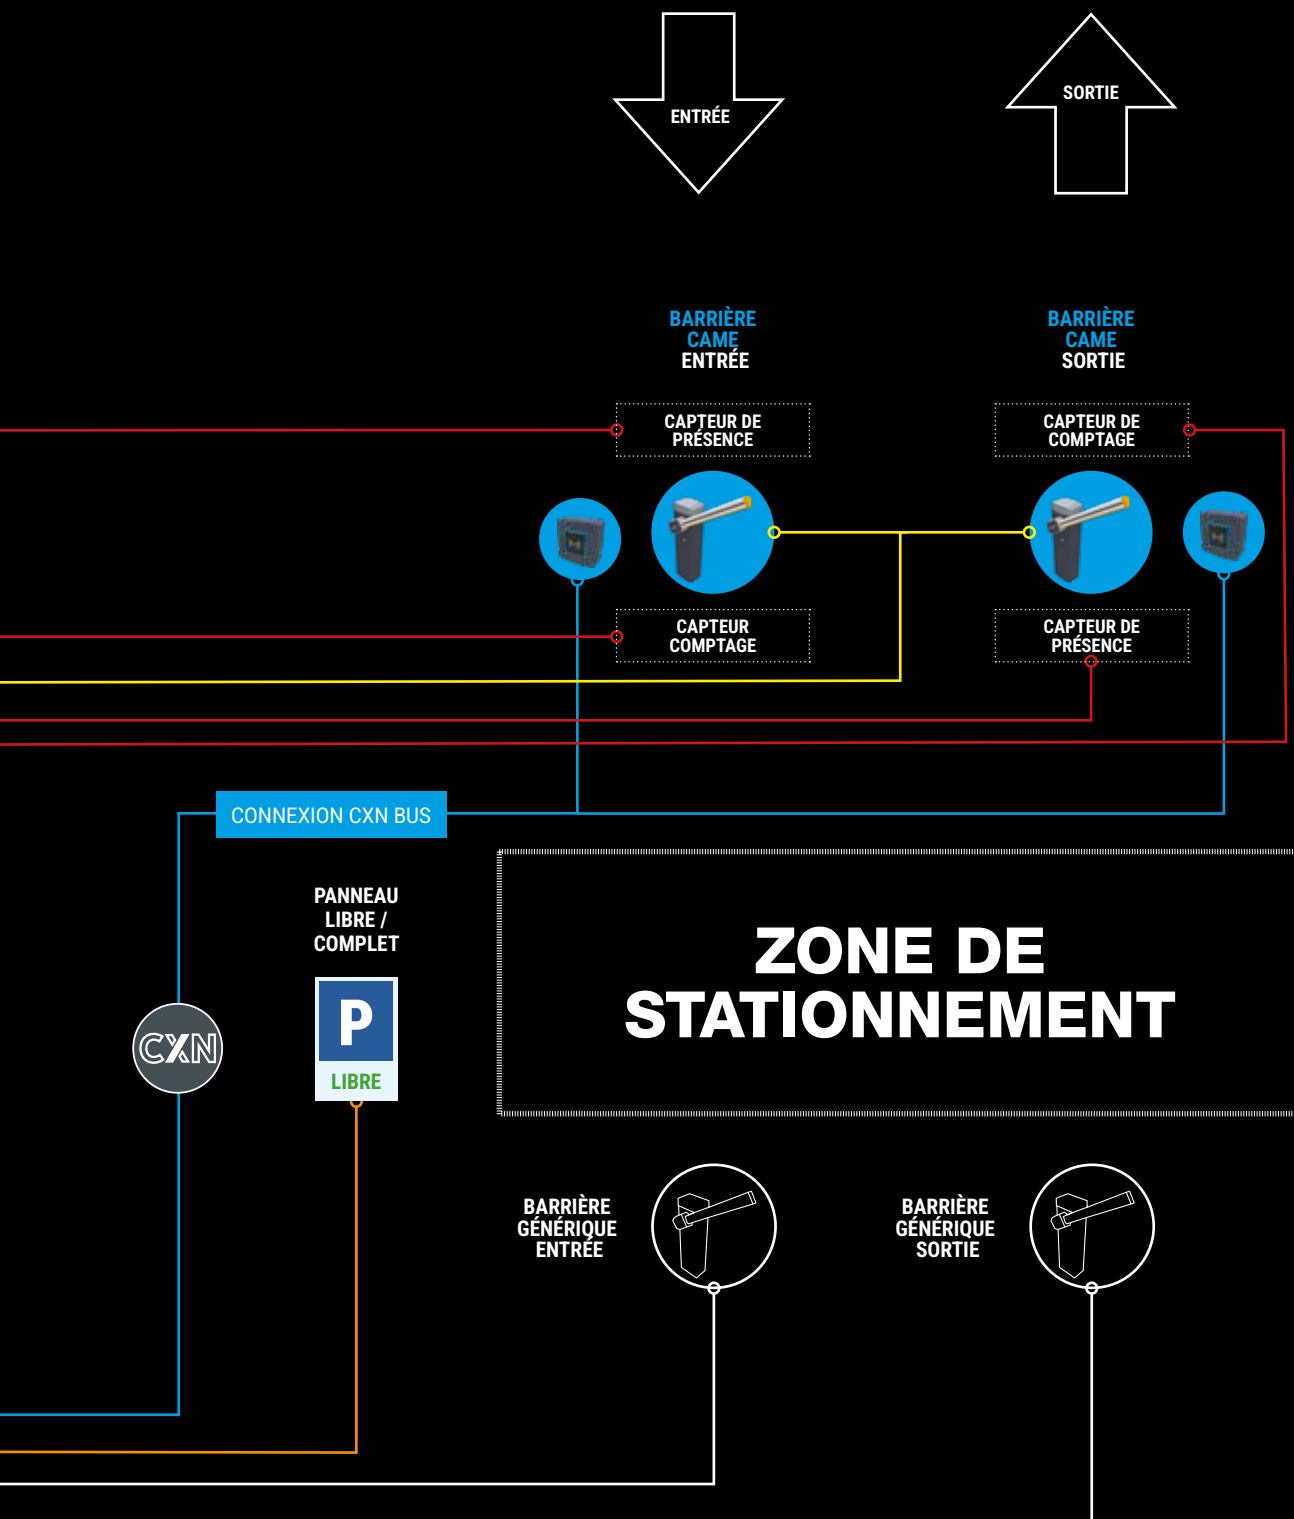 ENTRÉE
SORTIE
BARRIÈRE
CAME
ENTRÉE
BARRIÈRE
CAME
SORTIE
CAPTEUR DE
PRÉSENCE
CAPTEUR DE
COMPTAGE
CAPTEUR
COMPTAGE
CAPTEUR DE
PRÉSENCE
CONNEXION CXN BUS
PANNEAU
LIBRE /
COMPLET
P
LIBRE
CXN
ZONE DE
STATIONNEMENT
BARRIÈRE
GÉNÉRIQUE
ENTRÉE
BARRIÈRE
GÉNÉRIQUE
SORTIE